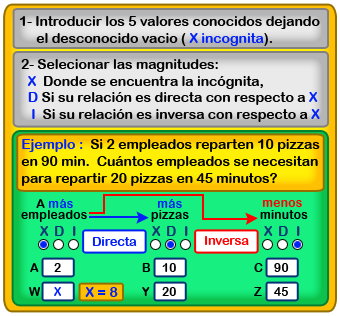 1- Introducir los 5 valores conocidos dejando
el desconocido vacio ( X incognita).
2- Selecionar las magnitudes:
X Donde se encuentra la incógnita,
D Si su relación es directa con respecto a X
I Si su relación es inversa con respecto a X
Ejemplo : Si 2 empleados reparten 10 pizzas
en 90 min. Cuántos empleados se necesitan
para repartir 20 pizzas en 45 minutos?
A más más menos
empleados pizzas minutos
X D I Directa X D I Inversa X D I
A 2 B 10 C 90
W X X = 8 Y 20 Z 45